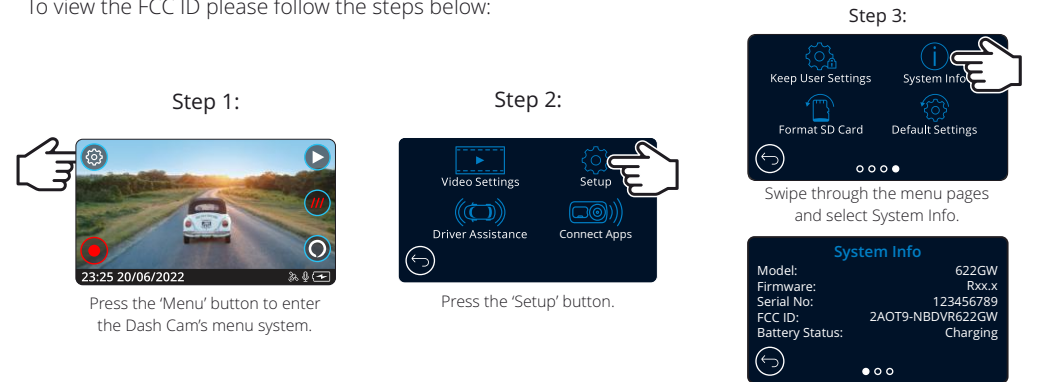 To view the FCC ID please follow the steps below:
Step 1:
23:25 20/06/2022
Press the ‘Menu’ button to enter
the Dash Cam’s menu system.
Step 2:
Video Settings
Setup
Driver Assistance
Connect Apps
Press the ‘Setup’ button.
Step 3:
Keep User Settings
System Info
Format SD Card
Default Settings
Swipe through the menu pages
and select System Info.
System Info
Model: 622GW
Firmware: Rxx.x
Serial No: 123456789
FCC ID: 2AOT9-NBDVR622GW
Battery Status: Charging